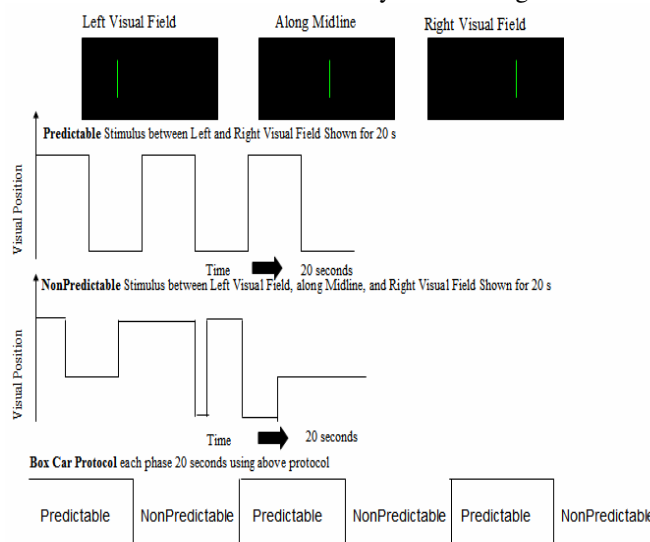 Left Visual Field
Along Midline
Right Visual Field
Predictable Stimulus between Left and Right Visual Field Shown for 20 s
Visual Position
Time
20 seconds
NonPredictable Stimulus between Left Visual Field, along Midline, and Right Visual Field Shown for 20 s
Visual Position
Time
20 seconds
Box Car Protocol each phase 20 seconds using above protocol
Predictable
NonPredictable
Predictable
NonPredictable
Predictable
NonPredictable